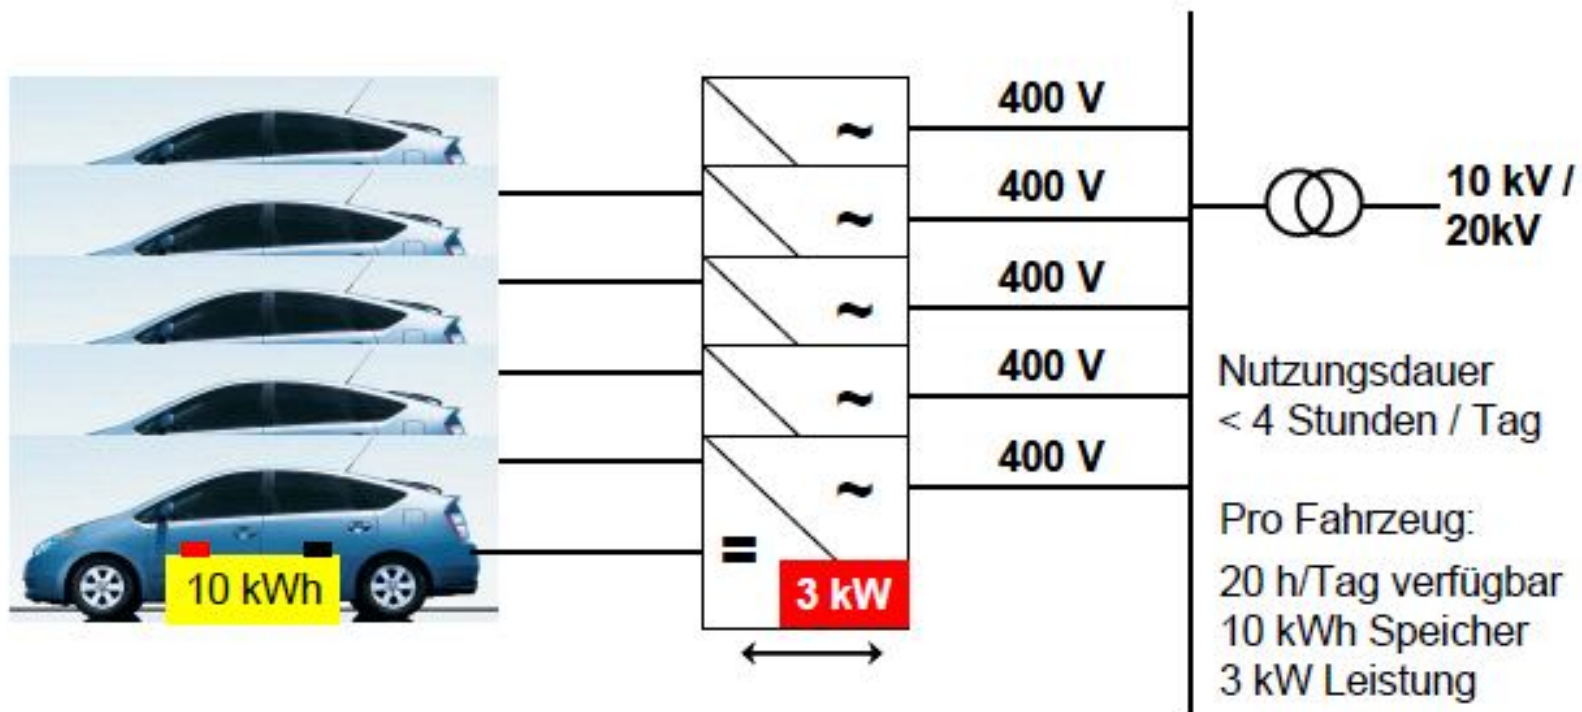 400 V
400 V
400 V
400 V
400 V
~
~
~
~
~
=
10 kWh
3 kW
10 kV /
20kV
Nutzungsdauer
< 4 Stunden / Tag
Pro Fahrzeug:
20 h/Tag verfügbar
10 kWh Speicher
3 kW Leistung